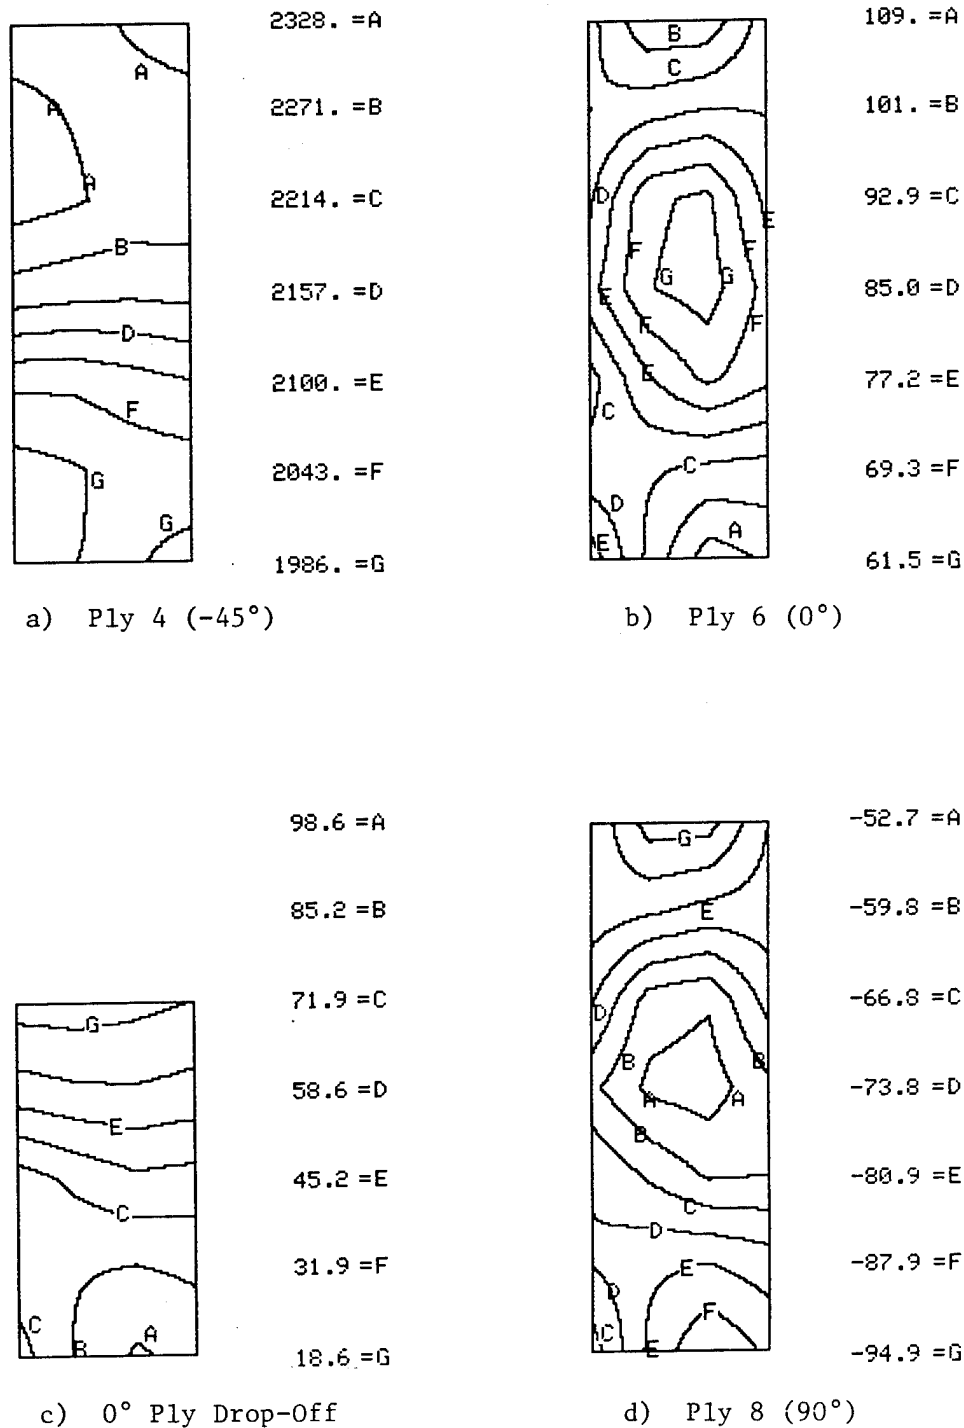 2328. =A
2271. =B
2214. =C
2157. =D
2100. =E
2043. =F
1986. =G
A
A
A
B
D
F
G
G
a) Ply 4 (-45°)
109. =A
101. =B
92.9 =C
85.0 =D
77.2 =E
69.3 =F
61.5 =G
B
C
D
E
F
F
G
G
E
F
F
E
C
C
D
A
E
b) Ply 6 (0°)
98.6 =A
85.2 =B
71.9 =C
58.6 =D
45.2 =E
31.9 =F
18.6 =G
G
E
C
C
B
A
c) 0° Ply Drop-Off
-52.7 =A
-59.8 =B
-66.8 =C
-73.8 =D
-80.9 =E
-87.9 =F
-94.9 =G
G
E
D
B
B
A
A
B
C
D
E
D
F
C
E
d) Ply 8 (90°)